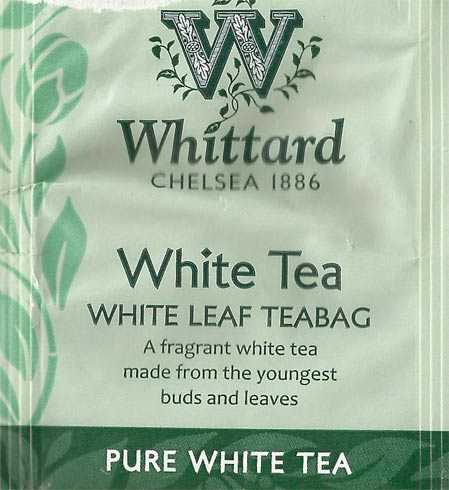 W
Whittard
CHELSEA 1886
White Tea
WHITE LEAF TEABAG
A fragrant white tea
made from the youngest
buds and leaves
PURE WHITE TEA